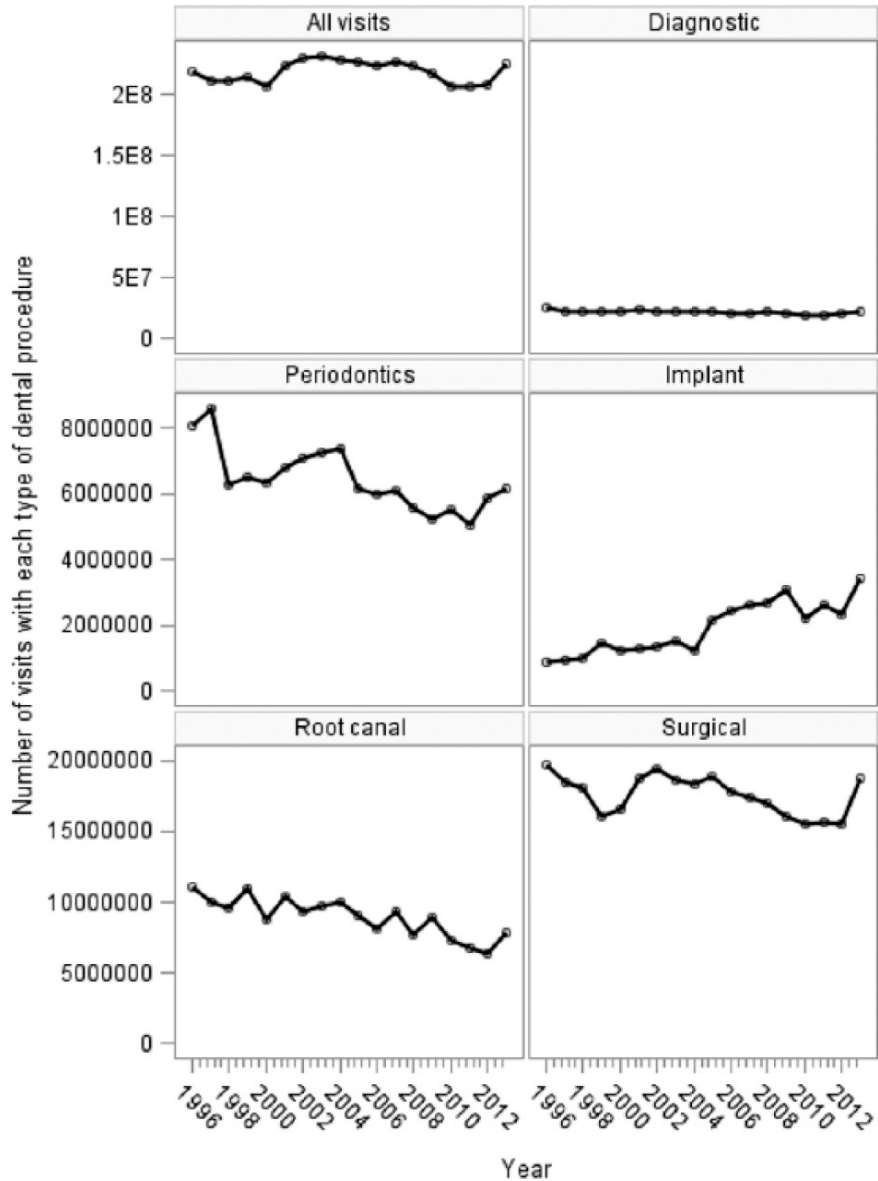 All visits
Diagnostic
2E8
1.5E8
1E8
5E7
0
Periodontics
Implant
8000000
6000000
4000000
2000000
0
Root canal
Surgical
20000000
15000000
10000000
5000000
0
Number of visits with each type of dental procedure
1996 1998 2000 2002 2004 2006 2008 2010 2012
1996 1998 2000 2002 2004 2006 2008 2010 2012
Year